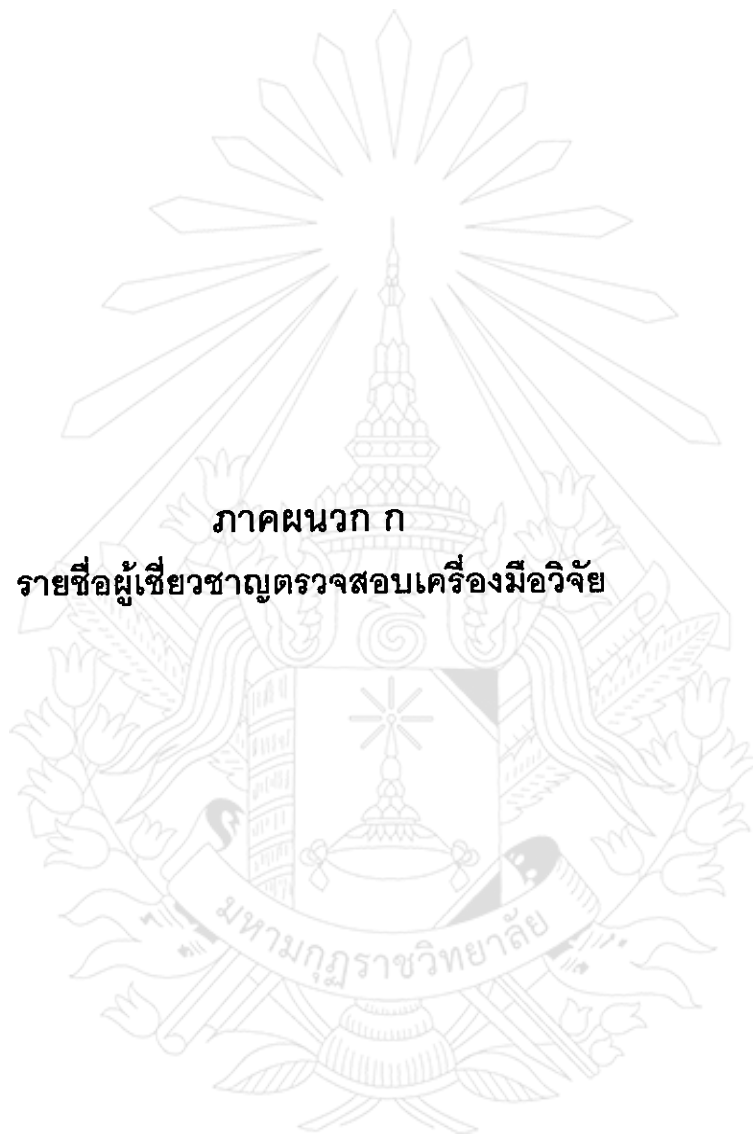 ภาคผนวก ก
รายชื่อผู้เชี่ยวชาญตรวจสอบเครื่องมือวิจัย
มหามกุฏราชวิทยาลัย